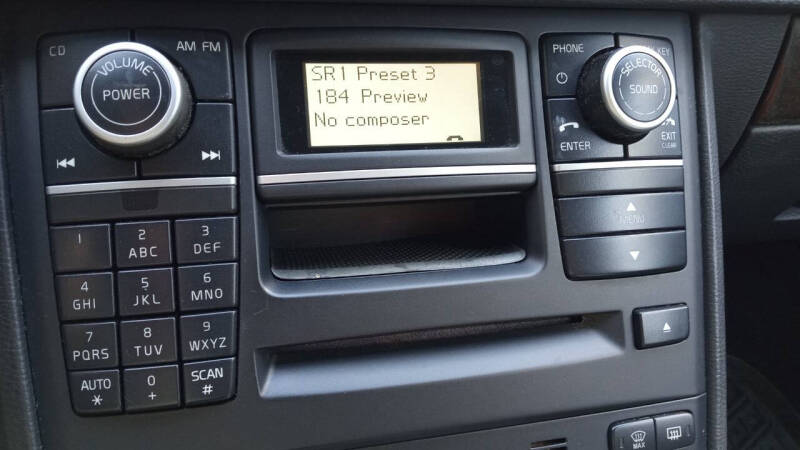 CD
AM FM
VOLUME
POWER
SR1 Preset 3
184 Preview
No composer
PHONE
KEY
SELECTOR
SOUND
ENTER
EXIT
CLEAR
MENU
1
2
ABC
3
DEF
4
GHI
5
JKL
6
MNO
7
PQRS
8
TUV
9
WXYZ
AUTO
*
0
+
SCAN
#
MAX